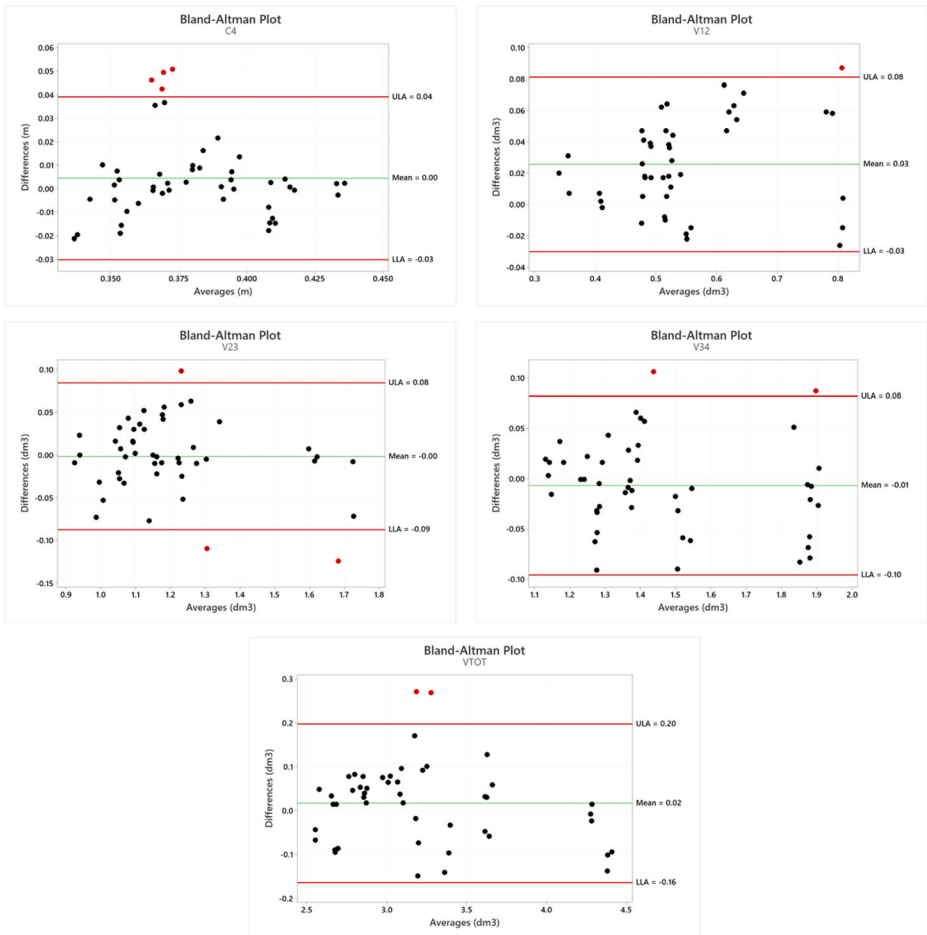 Bland-Altman Plot
C4
0.06
0.05
0.04
0.03
0.02
0.01
0.00
-0.01
-0.02
-0.03
Differences (m)
ULA = 0.04
Mean = 0.00
LLA = -0.03
0.350 0.375 0.400 0.425 0.450
Averages (m)
Bland-Altman Plot
V12
0.10
0.08
0.06
0.04
0.02
0.00
-0.02
-0.04
Differences (dm3)
ULA = 0.08
Mean = 0.03
LLA = -0.03
0.3 0.4 0.5 0.6 0.7 0.8
Averages (dm3)
Bland-Altman Plot
V23
0.10
0.05
0.00
-0.05
-0.10
-0.15
Differences (dm3)
ULA = 0.08
Mean = -0.00
LLA = -0.09
0.9 1.0 1.1 1.2 1.3 1.4 1.5 1.6 1.7 1.8
Averages (dm3)
Bland-Altman Plot
V34
0.10
0.05
0.00
-0.05
-0.10
Differences (dm3)
ULA = 0.08
Mean = -0.01
LLA = -0.10
1.1 1.2 1.3 1.4 1.5 1.6 1.7 1.8 1.9 2.0
Averages (dm3)
Bland-Altman Plot
VTOT
0.3
0.2
0.1
0.0
-0.1
-0.2
Differences (dm3)
ULA = 0.20
Mean = 0.02
LLA = -0.16
2.5 3.0 3.5 4.0 4.5
Averages (dm3)